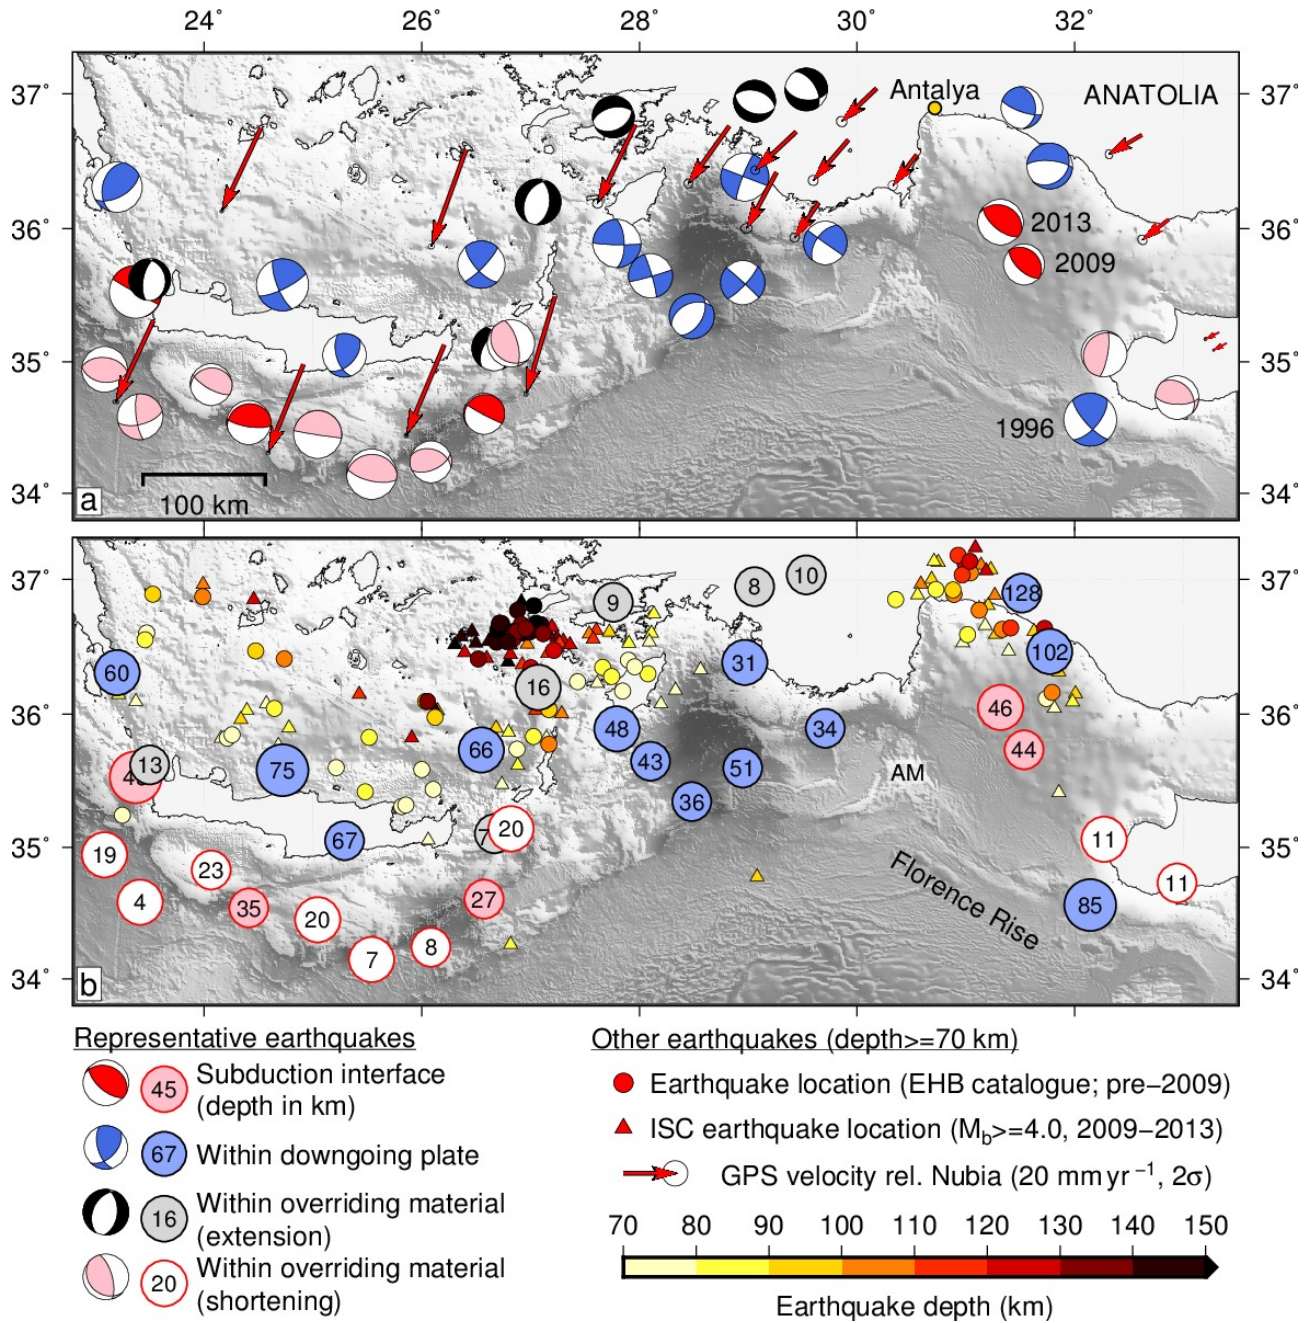 24° 26° 28° 30° 32°
37° 37°
Antalya ANATOLIA
36° 36°
2013
2009
35° 35°
1996
34° 34°
100 km
a
37° 37°
8 10
9
128
31 102
60
16
46
48 34
66 44
43
13 75 51
AM
36
36° 36°
20
67
11
35° 35°
19
23
11
4 27
35
85
20
Florence Rise
8
7
34° 34°
b
Representative earthquakes
45 Subduction interface
(depth in km)
67 Within downgoing plate
16 Within overriding material
(extension)
20 Within overriding material
(shortening)
Other earthquakes (depth>=70 km)
Earthquake location (EHB catalogue; pre−2009)
ISC earthquake location (Mb>=4.0, 2009−2013)
GPS velocity rel. Nubia (20 mm yr−1, 2σ)
70 80 90 100 110 120 130 140 150
Earthquake depth (km)